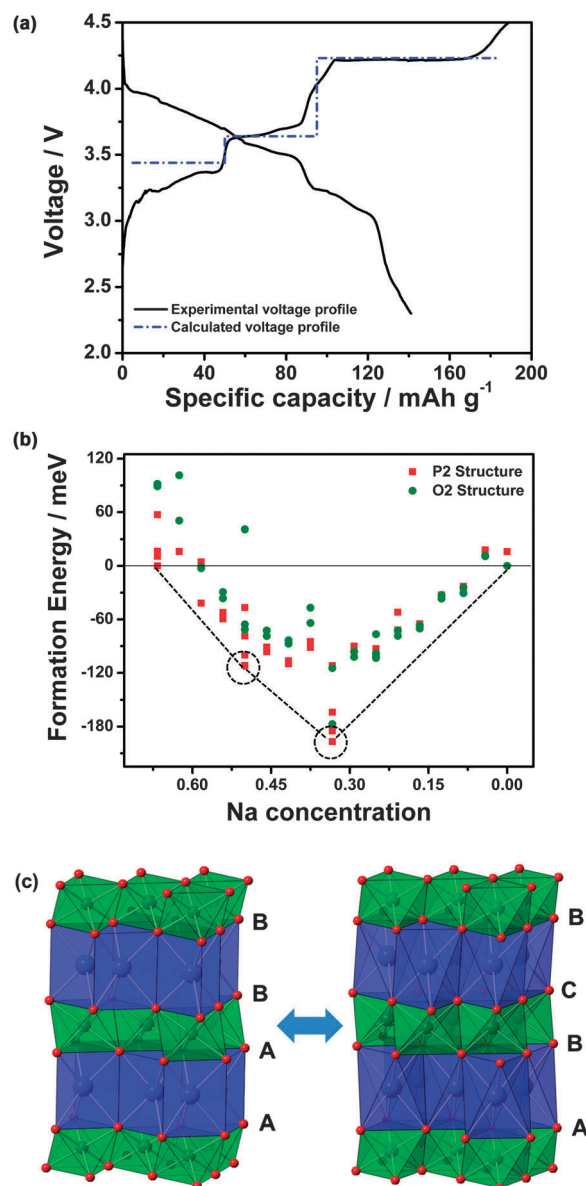 (a)
4.5
4.0
3.5
3.0
2.5
2.0
Voltage / V
Experimental voltage profile
Calculated voltage profile
0 40 80 120 160 200
Specific capacity / mAh g⁻¹
(b)
120
60
0
-60
-120
-180
Formation Energy / meV
P2 Structure
O2 Structure
0.60 0.45 0.30 0.15 0.00
Na concentration
(c)
B
B
A
A
B
C
B
A